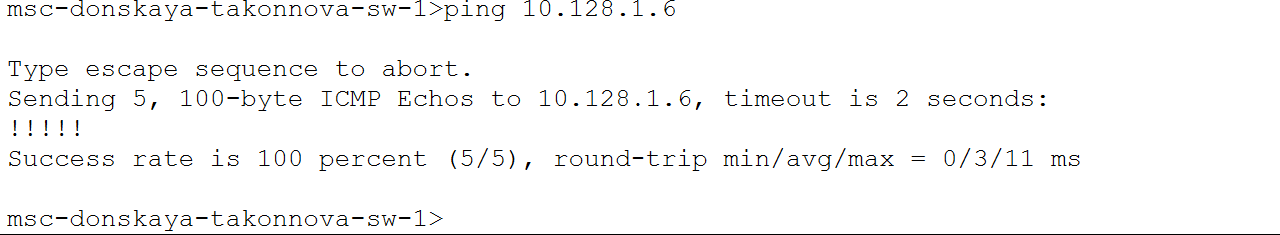 msc-donskaya-takonnova-sw-1>ping 10.128.1.6
Type escape sequence to abort.
Sending 5, 100-byte ICMP Echos to 10.128.1.6, timeout is 2 seconds:
!!!!!
Success rate is 100 percent (5/5), round-trip min/avg/max = 0/3/11 ms
msc-donskaya-takonnova-sw-1>